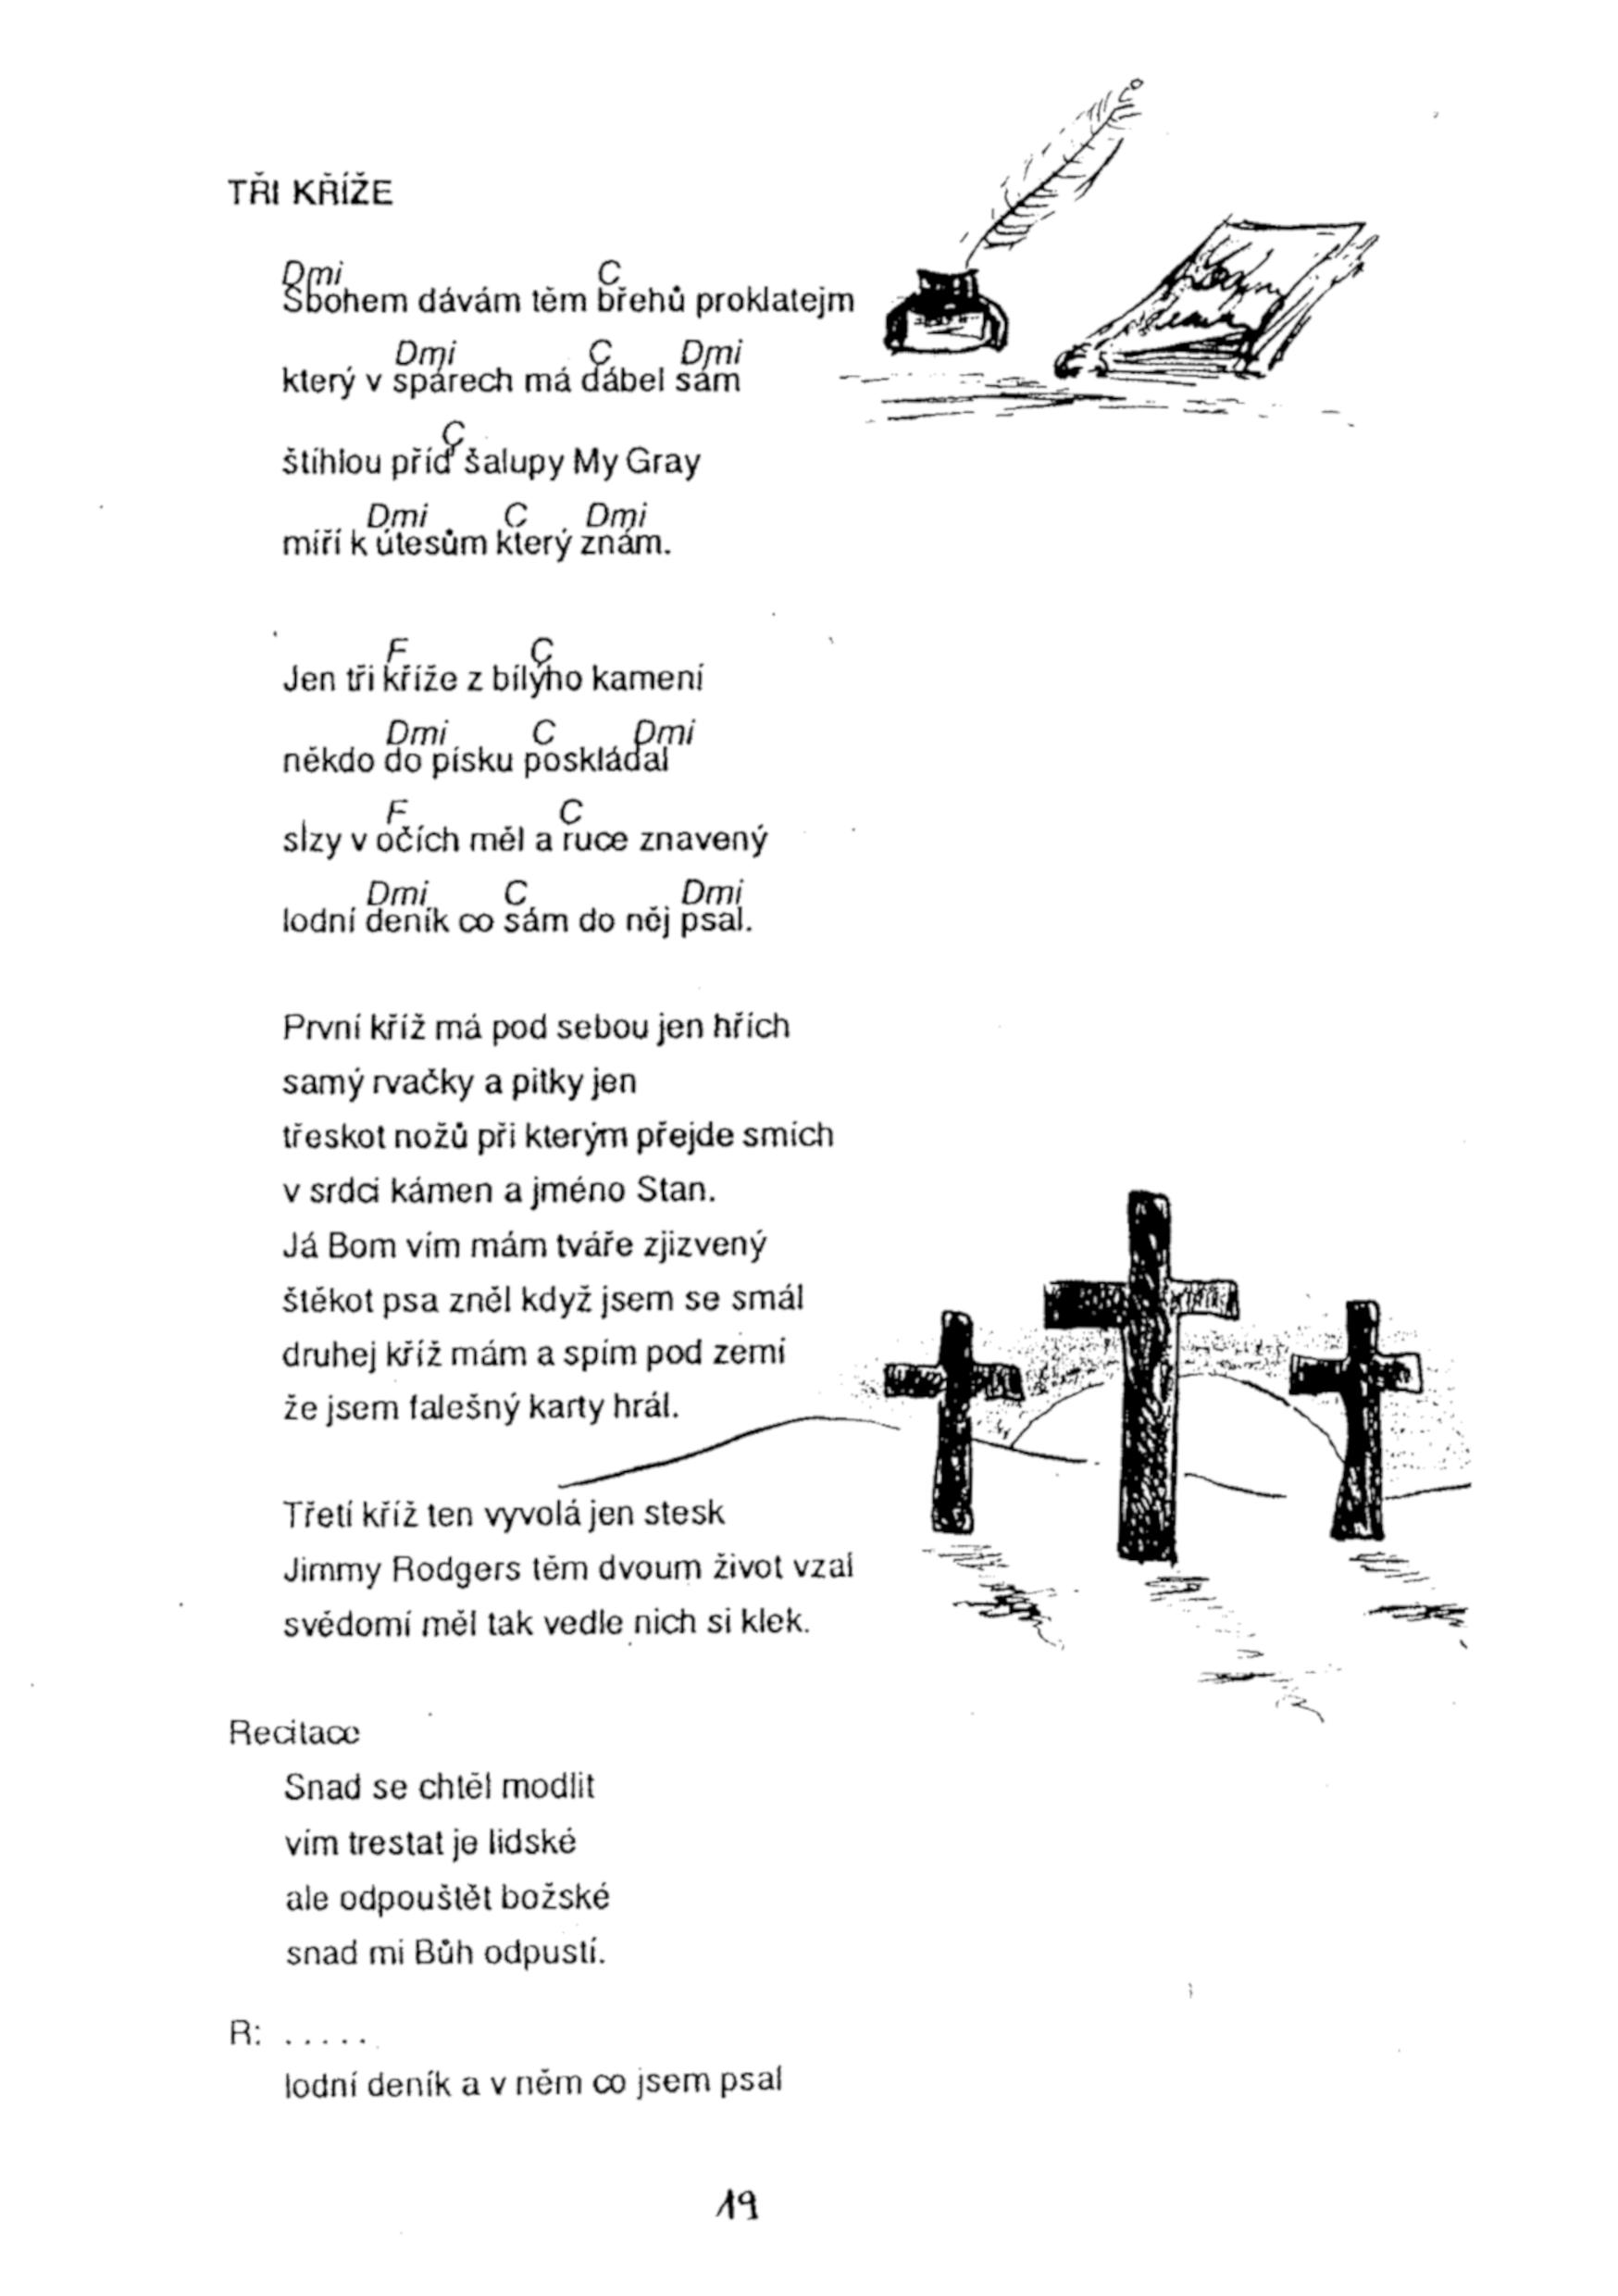 TŘI KŘÍŽE
Dmi C
Sbohem dávám těm břehů proklatejm
Dmi C Dmi
který v spárech má ďábel sám
C
štíhlou příď šalupy My Gray
Dmi C Dmi
míří k útesům který znám.
F C
Jen tři kříže z bílýho kamení
Dmi C Dmi
někdo do písku poskládal
F C
slzy v očích měl a ruce znavený
Dmi C Dmi
lodní deník co sám do něj psal.
První kříž má pod sebou jen hřích
samý rvačky a pitky jen
třeskot nožů při kterým přejde smích
v srdci kámen a jméno Stan.
Já Bom vím mám tváře zjizvený
štěkot psa zněl když jsem se smál
druhej kříž mám a spím pod zemí
že jsem falešný karty hrál.
Třetí kříž ten vyvolá jen stesk
Jimmy Rodgers těm dvoum život vzal
svědomí měl tak vedle nich si klek.
Recitace
Snad se chtěl modlit
vím trestat je lidské
ale odpouštět božské
snad mi Bůh odpustí.
R: .....
lodní deník a v něm co jsem psal
19